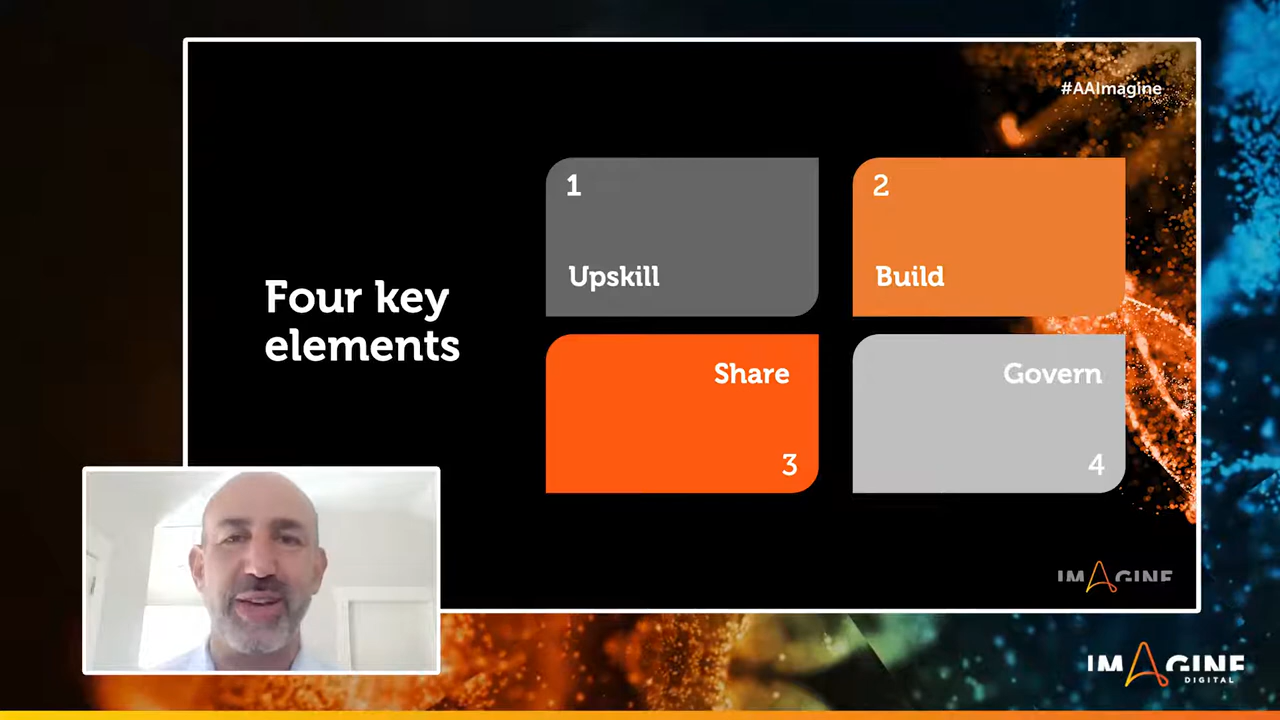 #AAImagine
Four key
elements
1
Upskill
2
Build
Share
3
Govern
4
IMAGINE
IMAGINE
DIGITAL